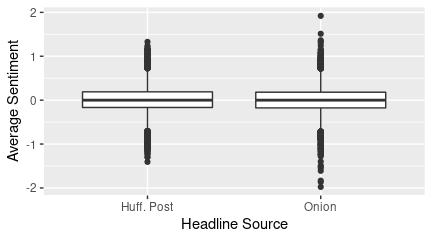 2
1
0
-1
-2
Average Sentiment
Huff. Post
Onion
Headline Source